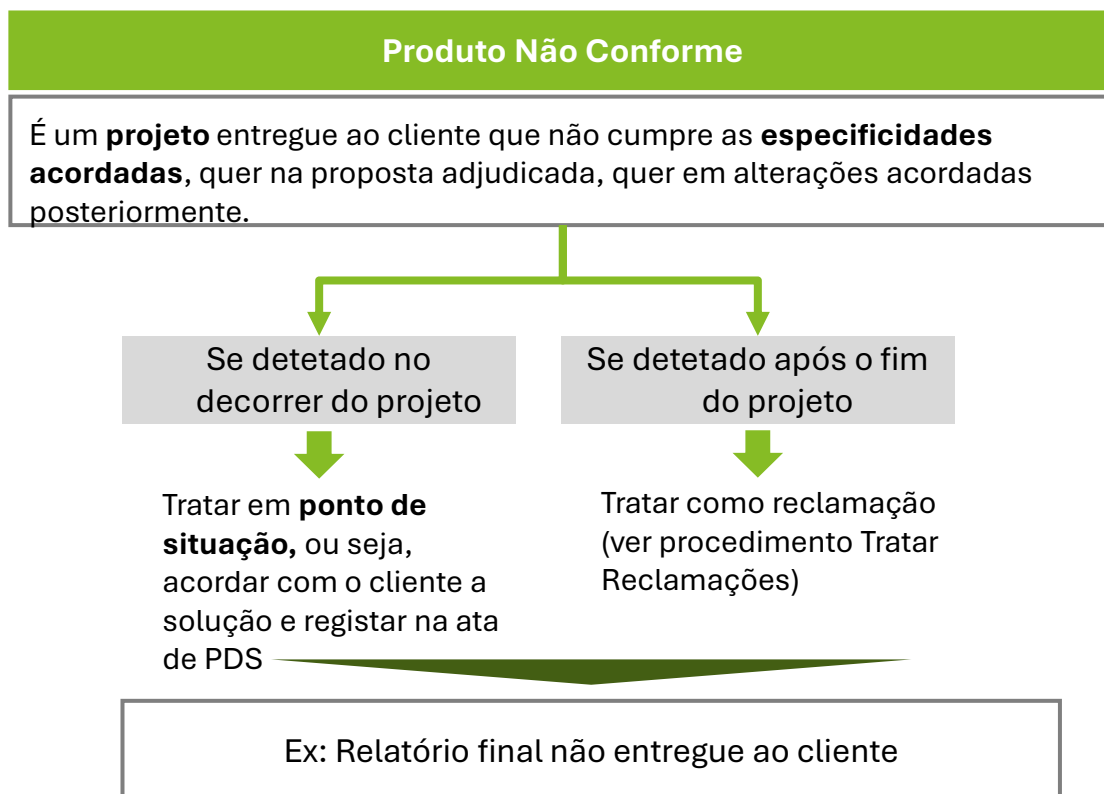 Produto Não Conforme
É um projeto entregue ao cliente que não cumpre as especificidades
acordadas, quer na proposta adjudicada, quer em alterações acordadas
posteriormente.
Se detetado no
decorrer do projeto
Se detetado após o fim
do projeto
Tratar em ponto de
situação, ou seja,
acordar com o cliente a
solução e registar na ata
de PDS
Tratar como reclamação
(ver procedimento Tratar
Reclamações)
Ex: Relatório final não entregue ao cliente